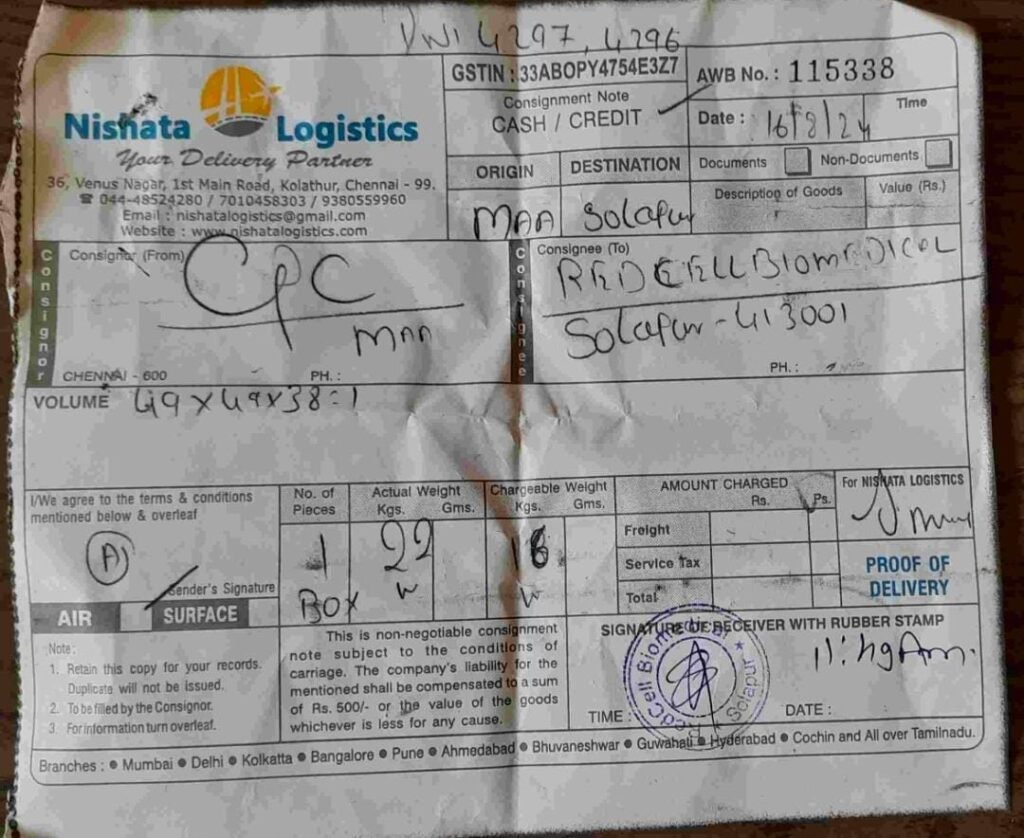 4297, 4296
Nishata Logistics
Your Delivery Partner
36, Venus Nagar, 1st Main Road, Kolathur, Chennai - 99.
☎ 044-48524280 / 7010458303 / 9380559960
Email : nishatalogistics@gmail.com
Website : www.nishatalogistics.com
GSTIN : 33ABOPY4754E3Z7
Consignment Note
CASH / CREDIT
AWB No. : 115338
Date : 16/8/24
Time
ORIGIN
DESTINATION
MAA
Solapur
Documents
Non-Documents
Description of Goods
Value (Rs.)
Consignor
Consignor (From)
CPC
MAA
CHENNAI - 600
PH. :
Consignee
Consignee (To)
RED CELL BIOMEDICAL
Solapur - 413001
PH. :
VOLUME 49 x 49 x 38 = 1
I/We agree to the terms & conditions
mentioned below & overleaf
A
Sender's Signature
AIR
SURFACE
No. of
Pieces
1
BOX
Actual Weight
Kgs. Gms.
22
Chargeable Weight
Kgs. Gms.
AMOUNT CHARGED
Rs. Ps.
Freight
Service Tax
Total
For NISHATA LOGISTICS
PROOF OF
DELIVERY
Note:
1. Retain this copy for your records.
Duplicate will not be issued.
2. To be filled by the Consignor.
3. For information turn overleaf.
This is non-negotiable consignment
note subject to the conditions of
carriage. The company's liability for the
mentioned shall be compensated to a sum
of Rs. 500/- or the value of the goods
whichever is less for any cause.
SIGNATURE OF RECEIVER WITH RUBBER STAMP
Red Cell Biomedical
★ Solapur
TIME :
DATE :
Branches : ● Mumbai ● Delhi ● Kolkatta ● Bangalore ● Pune ● Ahmedabad ● Bhuvaneshwar ● Guwahati ● Hyderabad ● Cochin and All over Tamilnadu.